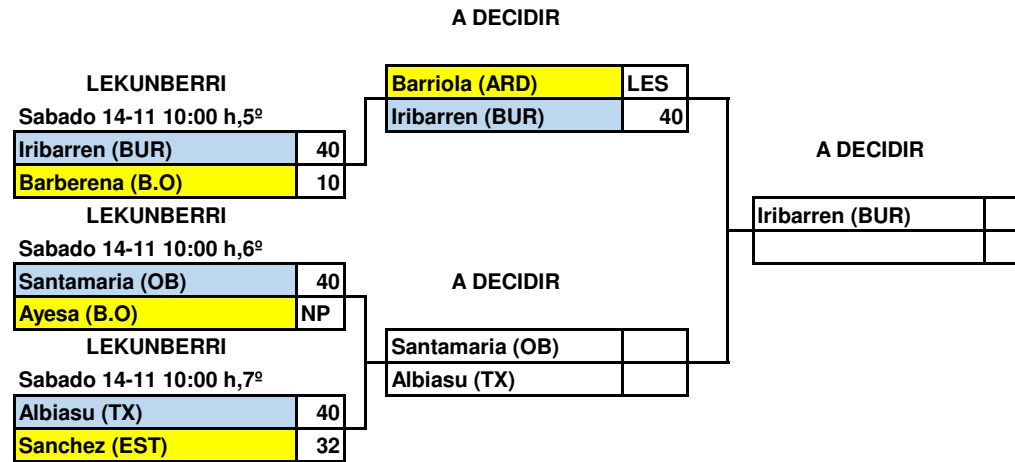 A DECIDIR
LEKUNBERRI
Sabado 14-11 10:00 h,5º
Iribarren (BUR) 40
Barberena (B.O) 10
LEKUNBERRI
Sabado 14-11 10:00 h,6º
Santamaria (OB) 40
Ayesa (B.O) NP
LEKUNBERRI
Sabado 14-11 10:00 h,7º
Albiasu (TX) 40
Sanchez (EST) 32
Barriola (ARD) LES
Iribarren (BUR) 40
A DECIDIR
Santamaria (OB)
Albiasu (TX)
A DECIDIR
Iribarren (BUR)